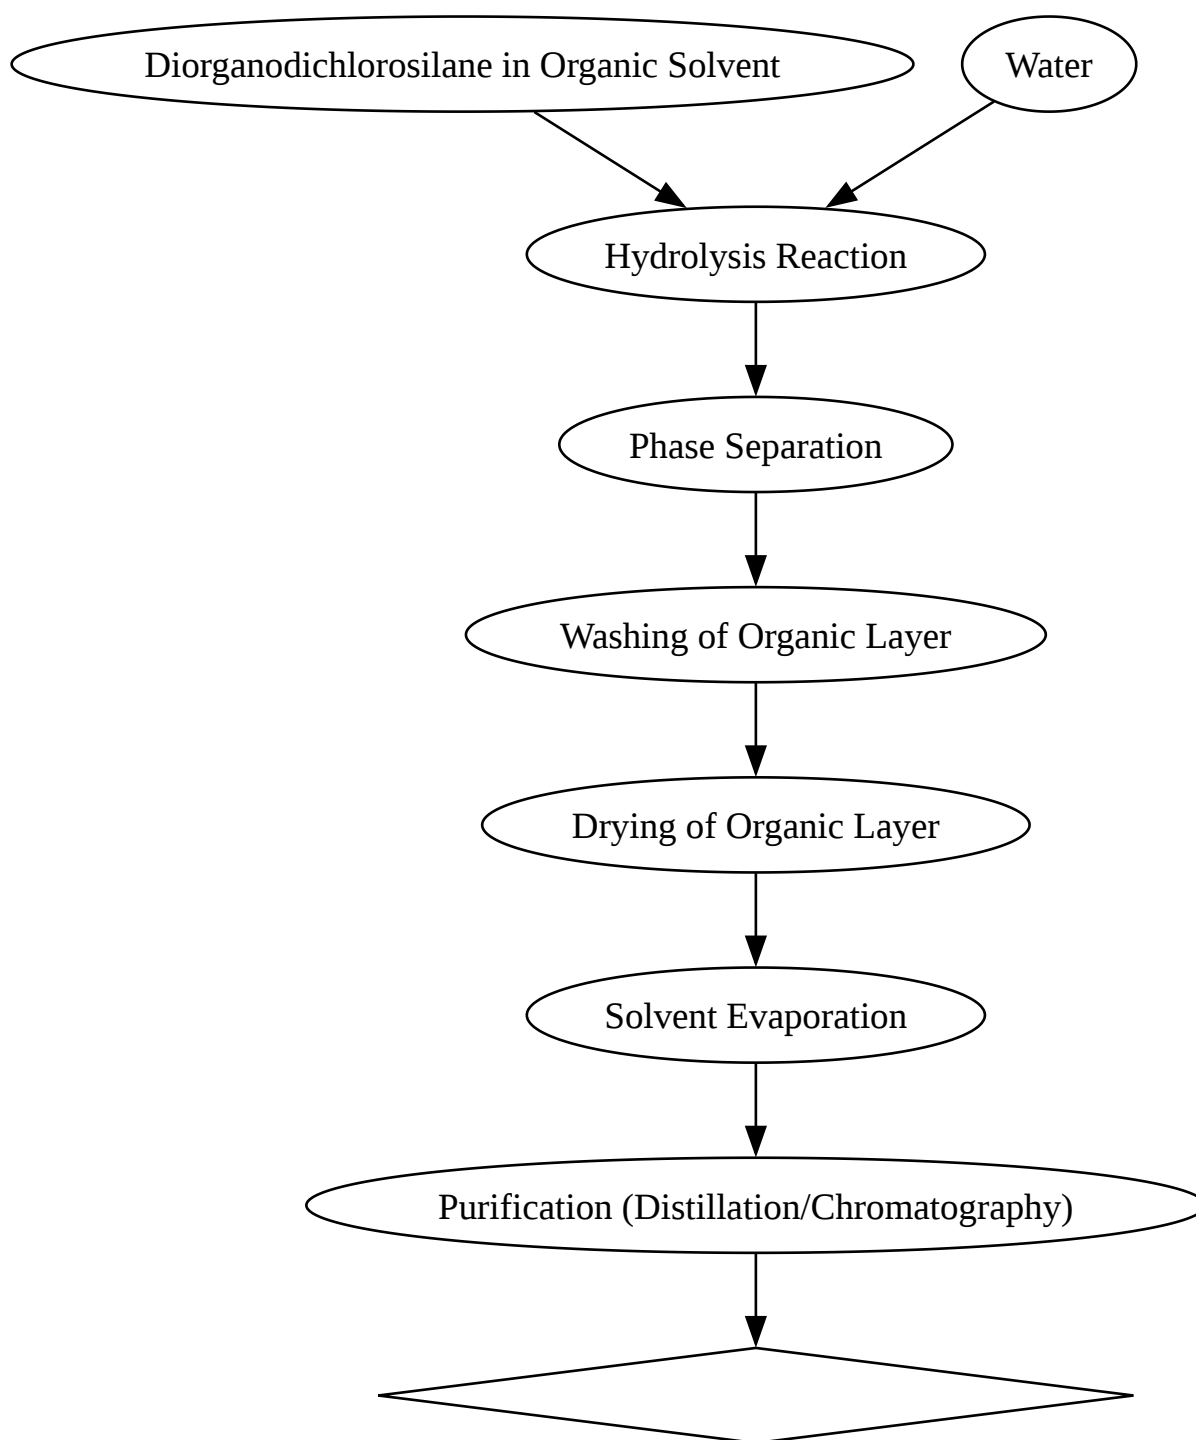 Diorganodichlorosilane in Organic Solvent
Water
Hydrolysis Reaction
Phase Separation
Washing of Organic Layer
Drying of Organic Layer
Solvent Evaporation
Purification (Distillation/Chromatography)